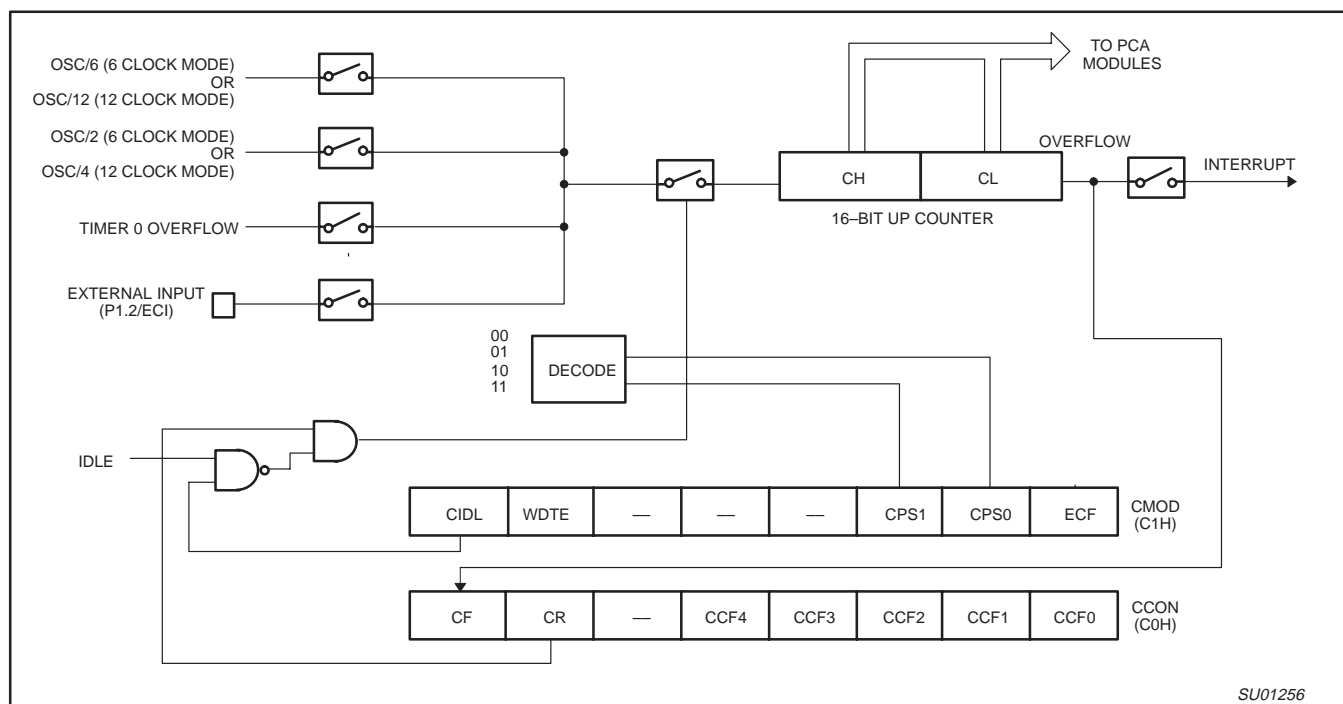 OSC/6 (6 CLOCK MODE)
OR
OSC/12 (12 CLOCK MODE)
OSC/2 (6 CLOCK MODE)
OR
OSC/4 (12 CLOCK MODE)
TIMER 0 OVERFLOW
EXTERNAL INPUT
(P1.2/ECI)
TO PCA
MODULES
OVERFLOW
CH CL
INTERRUPT
16–BIT UP COUNTER
00
01
10
11
DECODE
IDLE
CIDL WDTE –– –– –– CPS1 CPS0 ECF
CMOD
(C1H)
CF CR –– CCF4 CCF3 CCF2 CCF1 CCF0
CCON
(C0H)
SU01256